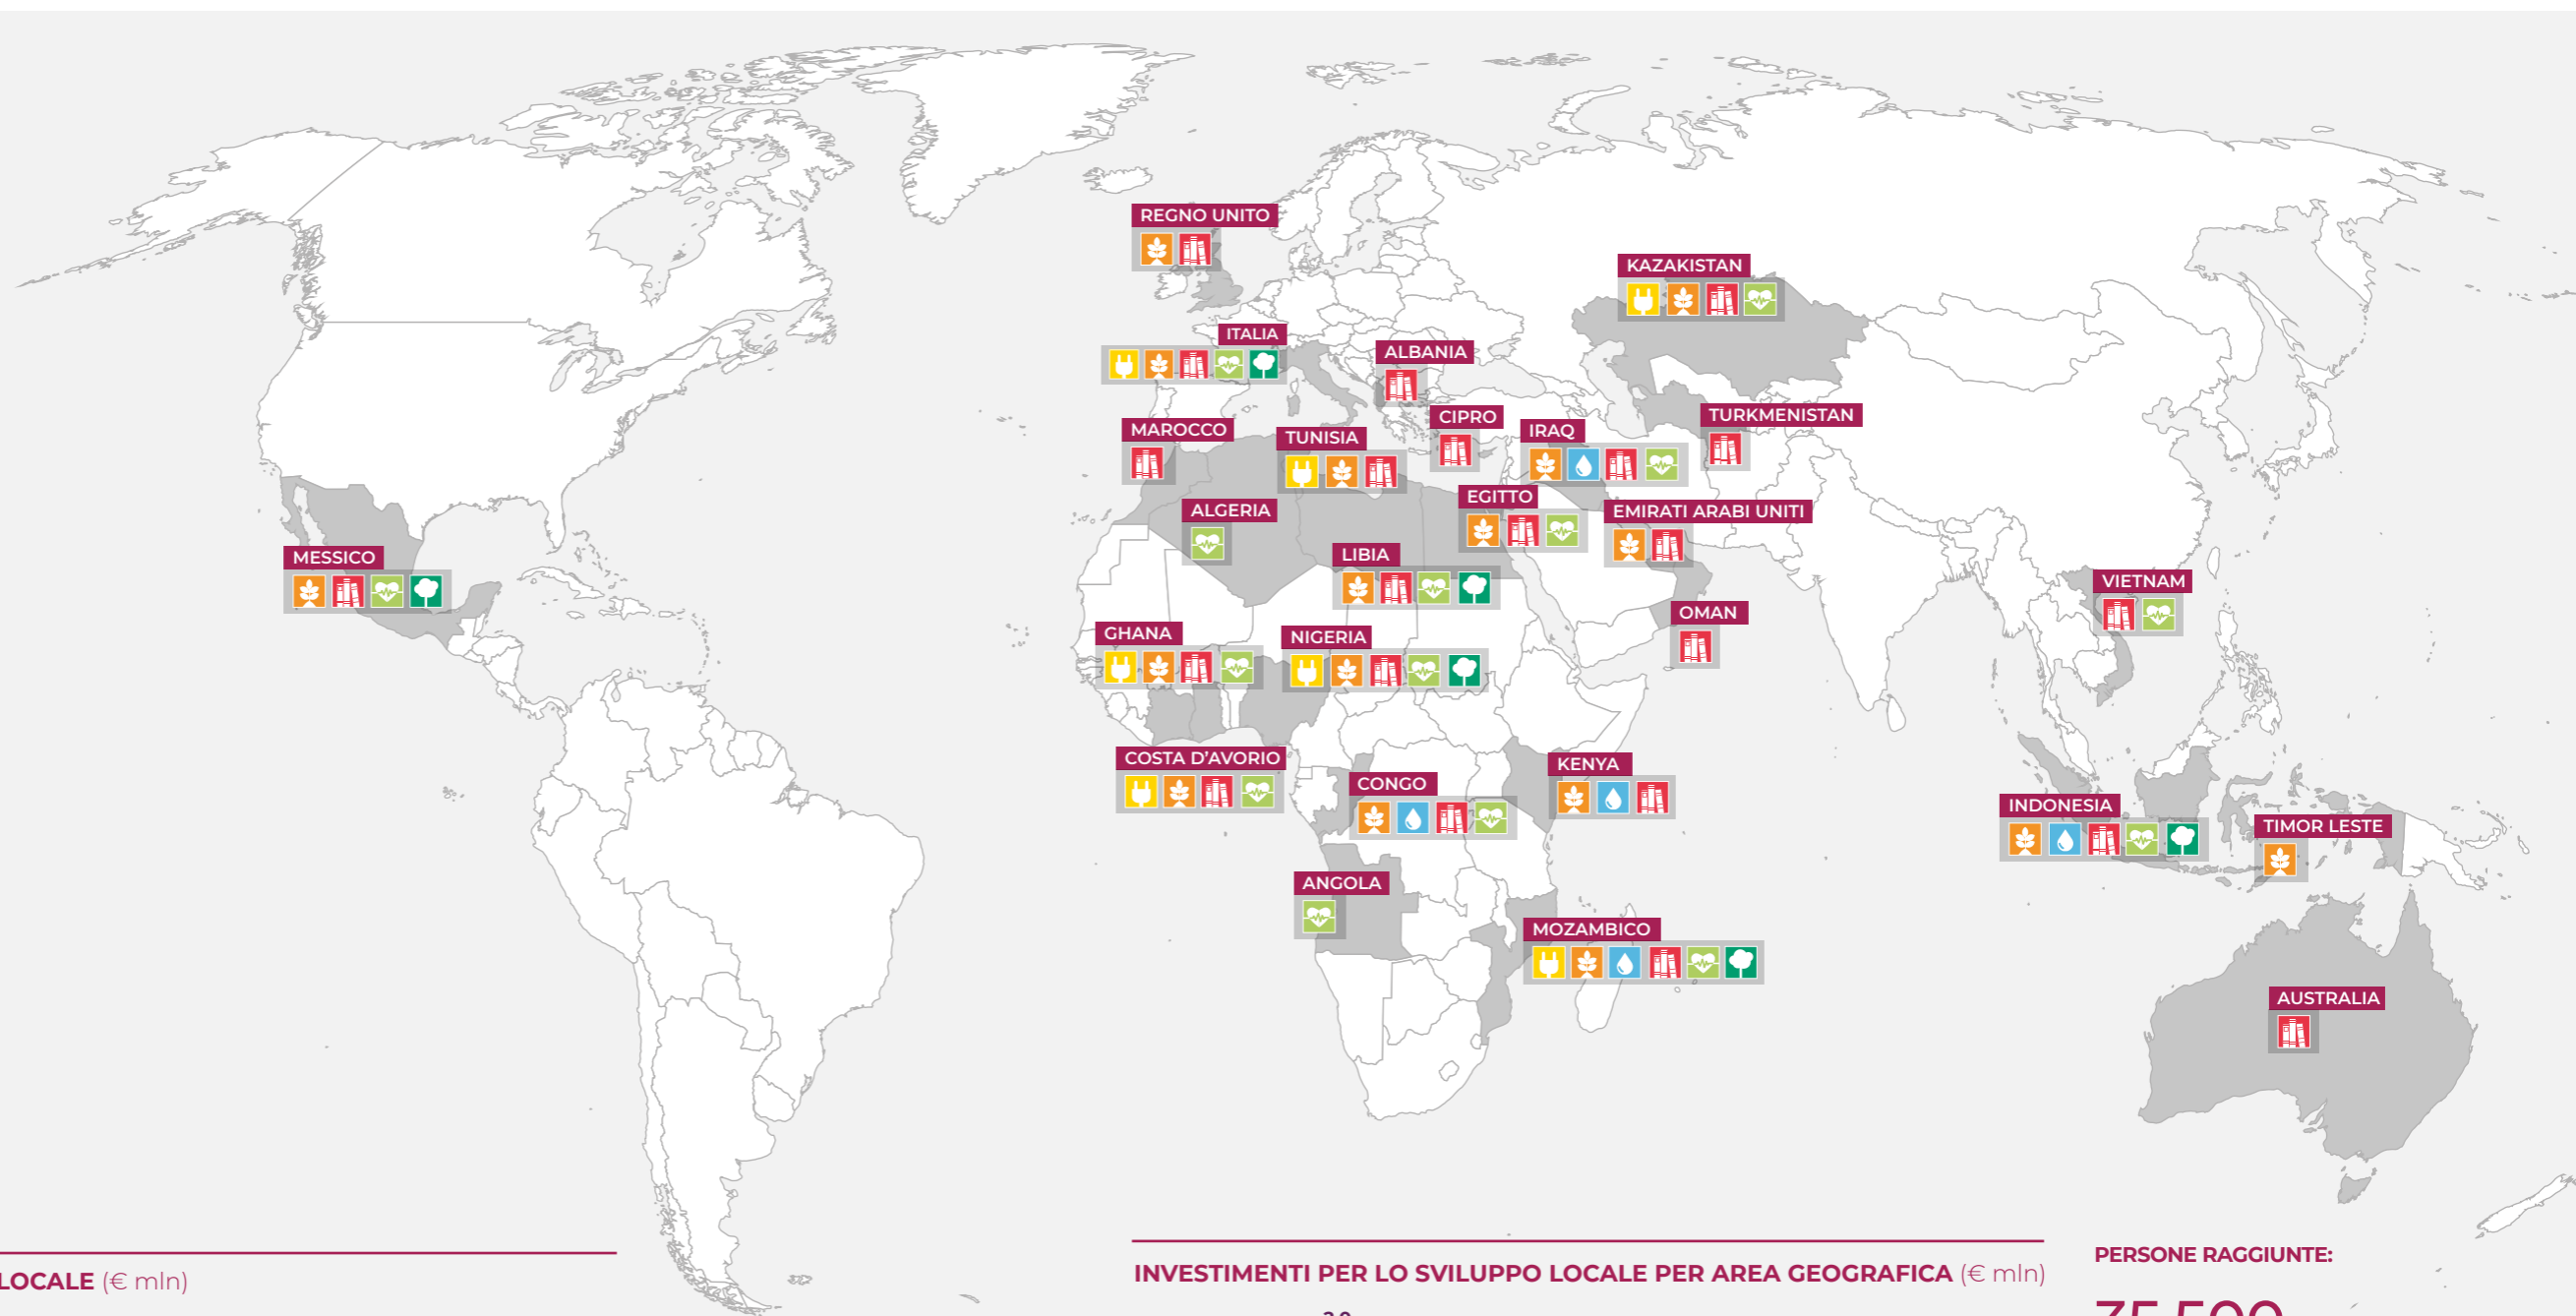 REGNO UNITO
KAZAKISTAN
ITALIA
ALBANIA
MAROCCO
TUNISIA
CIPRO
IRAQ
TURKMENISTAN
ALGERIA
EGITTO
EMIRATI ARABI UNITI
MESSICO
LIBIA
VIETNAM
GHANA
NIGERIA
OMAN
COSTA D'AVORIO
CONGO
KENYA
INDONESIA
TIMOR LESTE
ANGOLA
MOZAMBICO
AUSTRALIA
LOCALE (€ mln)
INVESTIMENTI PER LO SVILUPPO LOCALE PER AREA GEOGRAFICA (€ mln)
PERSONE RAGGIUNTE: